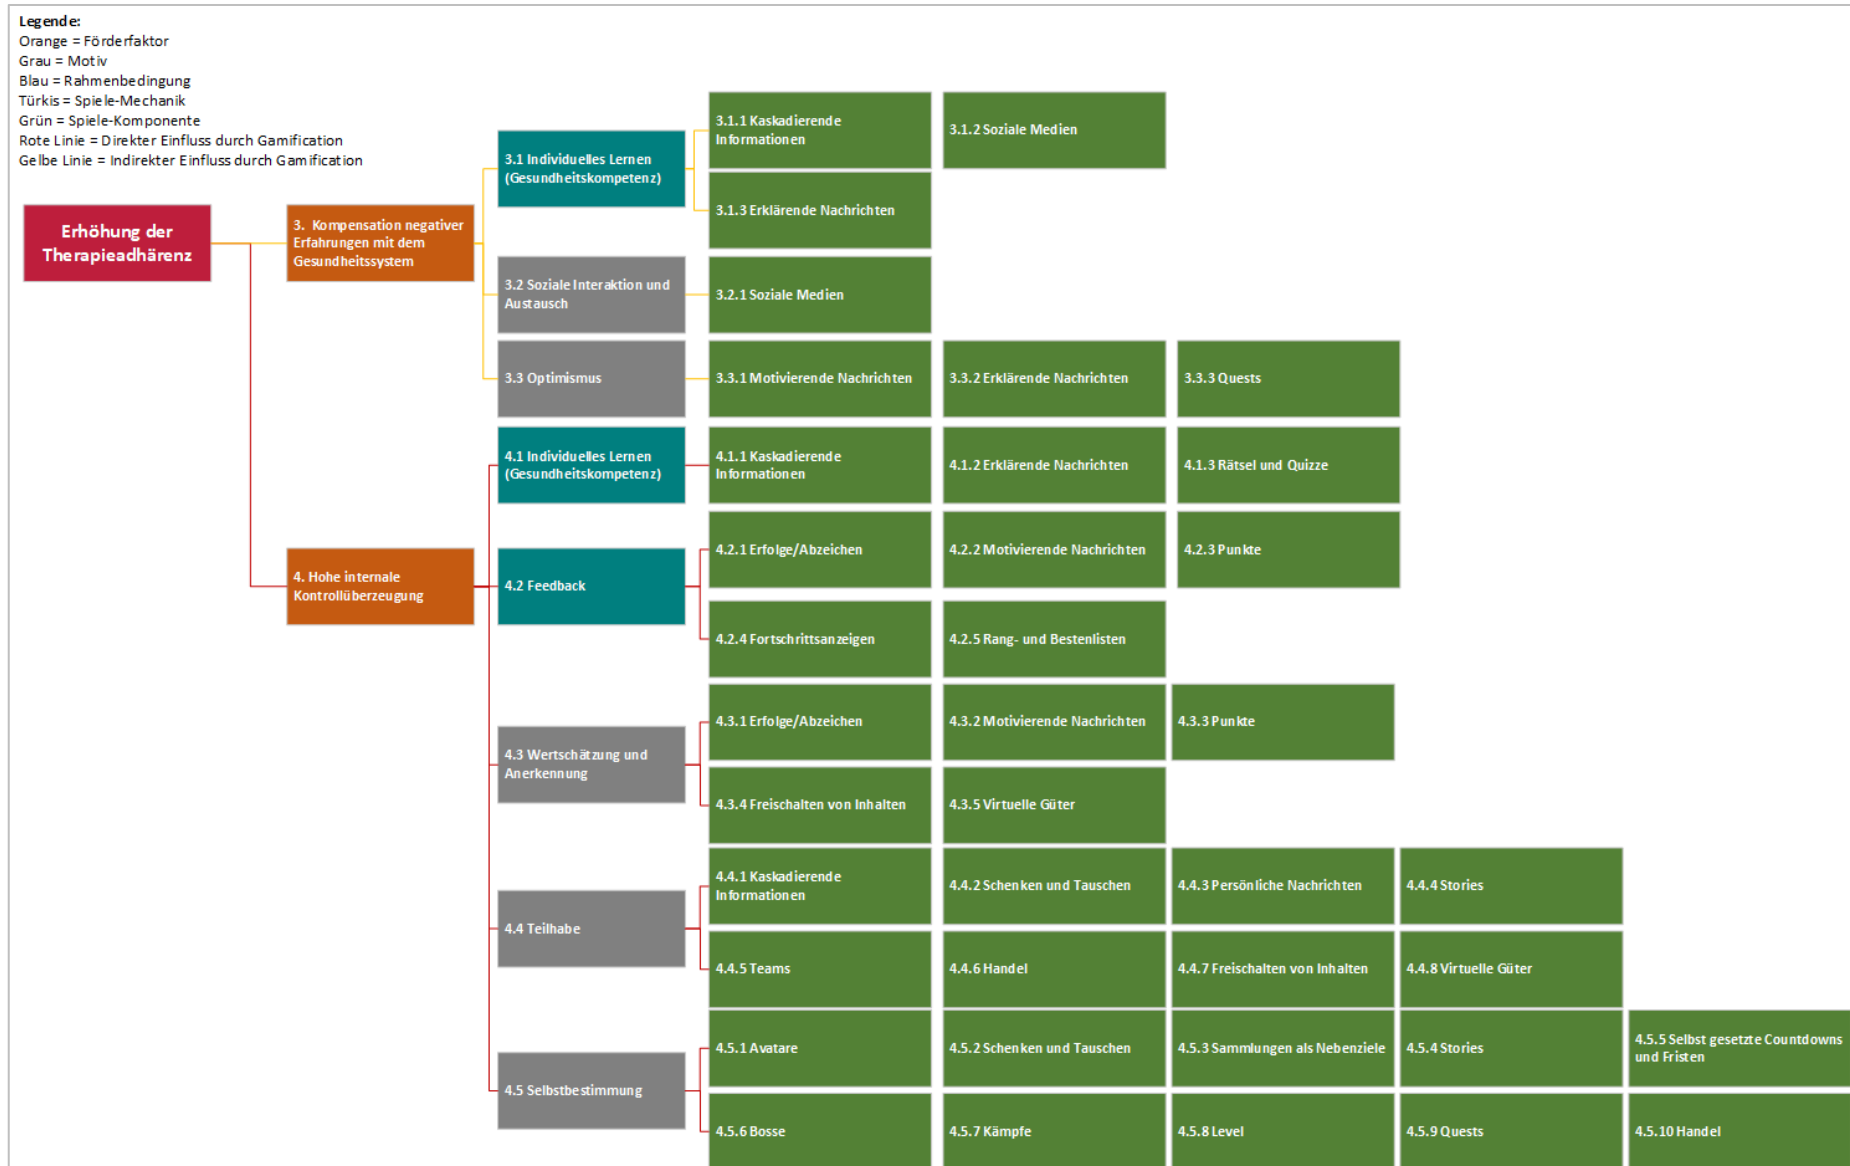 Legende:
Orange = Förderfaktor
Grau = Motiv
Blau = Rahmenbedingung
Türkis = Spiele-Mechanik
Grün = Spiele-Komponente
Rote Linie = Direkter Einfluss durch Gamification
Gelbe Linie = Indirekter Einfluss durch Gamification
Erhöhung der
Therapieadhärenz
3. Kompensation negativer
Erfahrungen mit dem
Gesundheitssystem
3.1 Individuelles Lernen
(Gesundheitskompetenz)
3.1.1 Kaskadierende
Informationen
3.1.2 Soziale Medien
3.1.3 Erklärende Nachrichten
3.2 Soziale Interaktion und
Austausch
3.2.1 Soziale Medien
3.3 Optimismus
3.3.1 Motivierende Nachrichten
3.3.2 Erklärende Nachrichten
3.3.3 Quests
4. Hohe internale
Kontrollüberzeugung
4.1 Individuelles Lernen
(Gesundheitskompetenz)
4.1.1 Kaskadierende
Informationen
4.1.2 Erklärende Nachrichten
4.1.3 Rätsel und Quizze
4.2 Feedback
4.2.1 Erfolge/Abzeichen
4.2.2 Motivierende Nachrichten
4.2.3 Punkte
4.2.4 Fortschrittsanzeigen
4.2.5 Rang- und Bestenlisten
4.3 Wertschätzung und
Anerkennung
4.3.1 Erfolge/Abzeichen
4.3.2 Motivierende Nachrichten
4.3.3 Punkte
4.3.4 Freischalten von Inhalten
4.3.5 Virtuelle Güter
4.4 Teilhabe
4.4.1 Kaskadierende
Informationen
4.4.2 Schenken und Tauschen
4.4.3 Persönliche Nachrichten
4.4.4 Stories
4.4.5 Teams
4.4.6 Handel
4.4.7 Freischalten von Inhalten
4.4.8 Virtuelle Güter
4.5 Selbstbestimmung
4.5.1 Avatare
4.5.2 Schenken und Tauschen
4.5.3 Sammlungen als Nebenziele
4.5.4 Stories
4.5.5 Selbst gesetzte Countdowns
und Fristen
4.5.6 Bosse
4.5.7 Kämpfe
4.5.8 Level
4.5.9 Quests
4.5.10 Handel